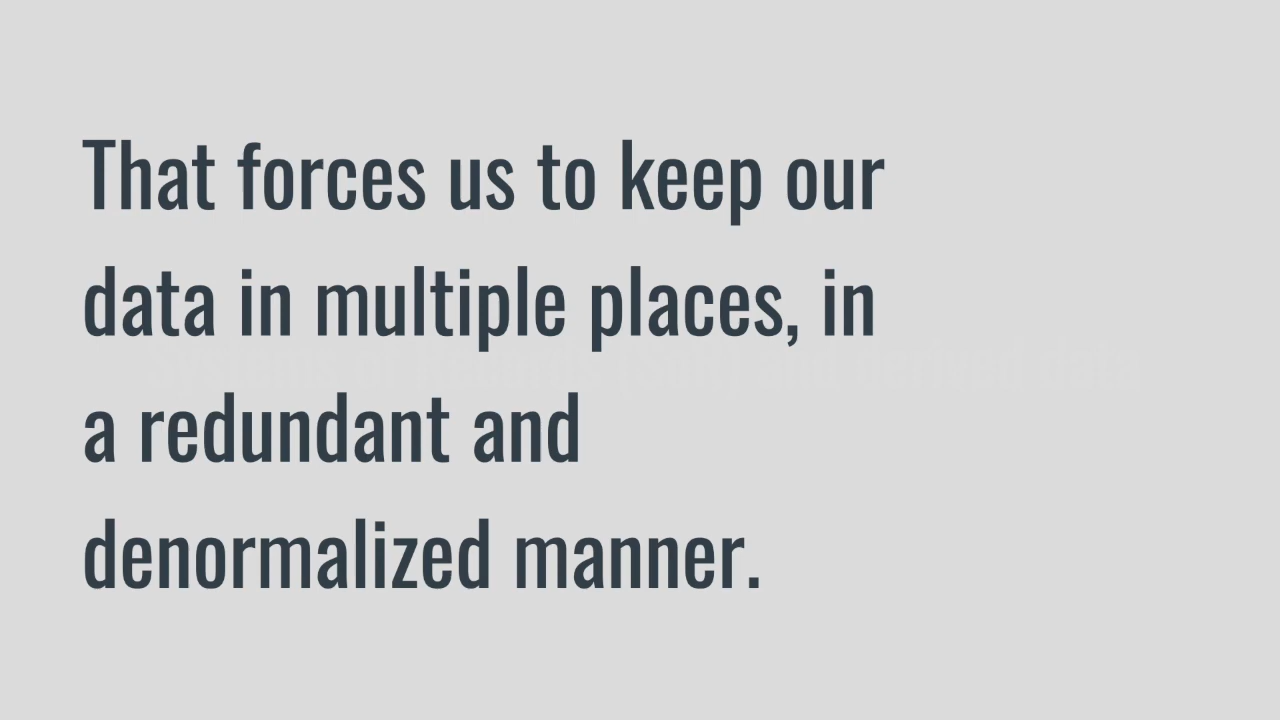 That forces us to keep our
data in multiple places, in
a redundant and
denormalized manner.